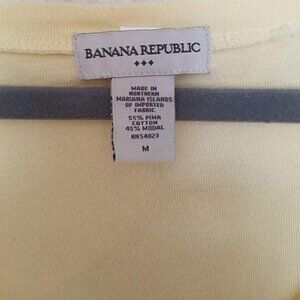 BANANA REPUBLIC
MADE IN
NORTHERN
MARIANA ISLANDS
OF IMPORTED
FABRIC
55% PIMA
COTTON
45% MODAL
RN54023
M